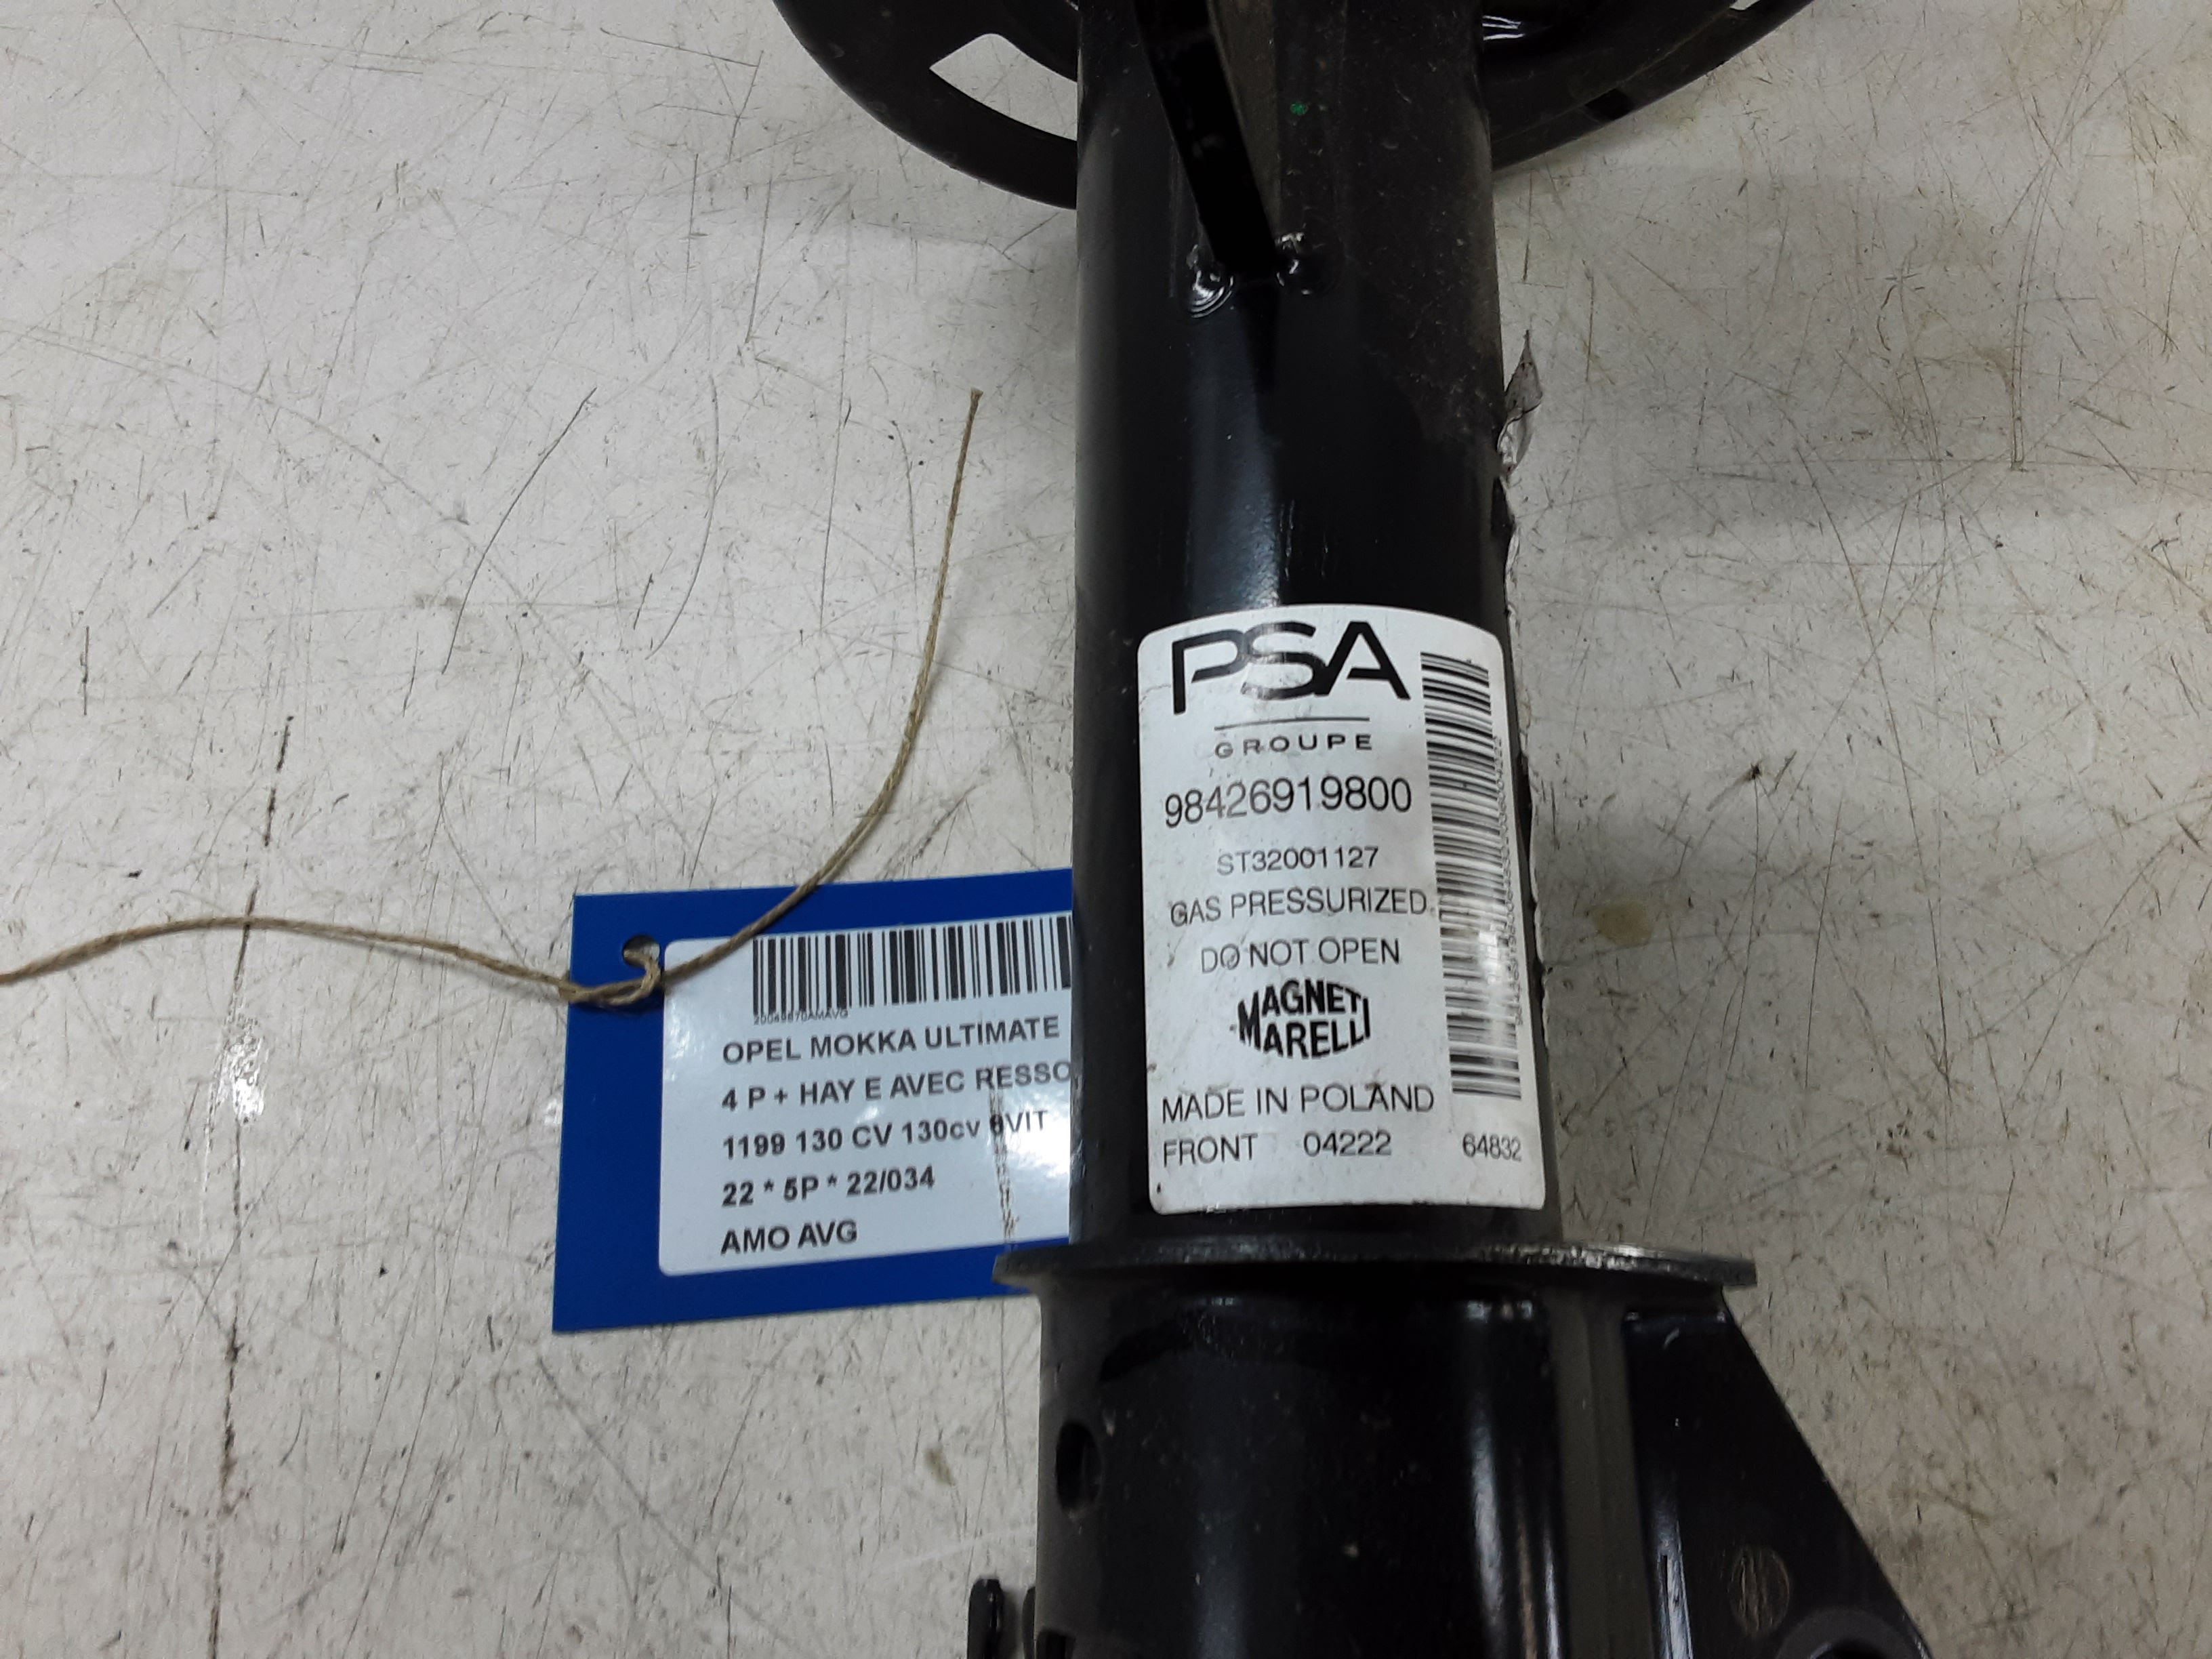 PSA
GROUPE
98426919800
ST32001127
GAS PRESSURIZED
DO NOT OPEN
MAGNETI
MARELLI
MADE IN POLAND
FRONT 04222 64832
OPEL MOKKA ULTIMATE
4 P + HAY E AVEC RESSO
1199 130 CV 130cv 6VIT
22 * 5P * 22/034
AMO AVG